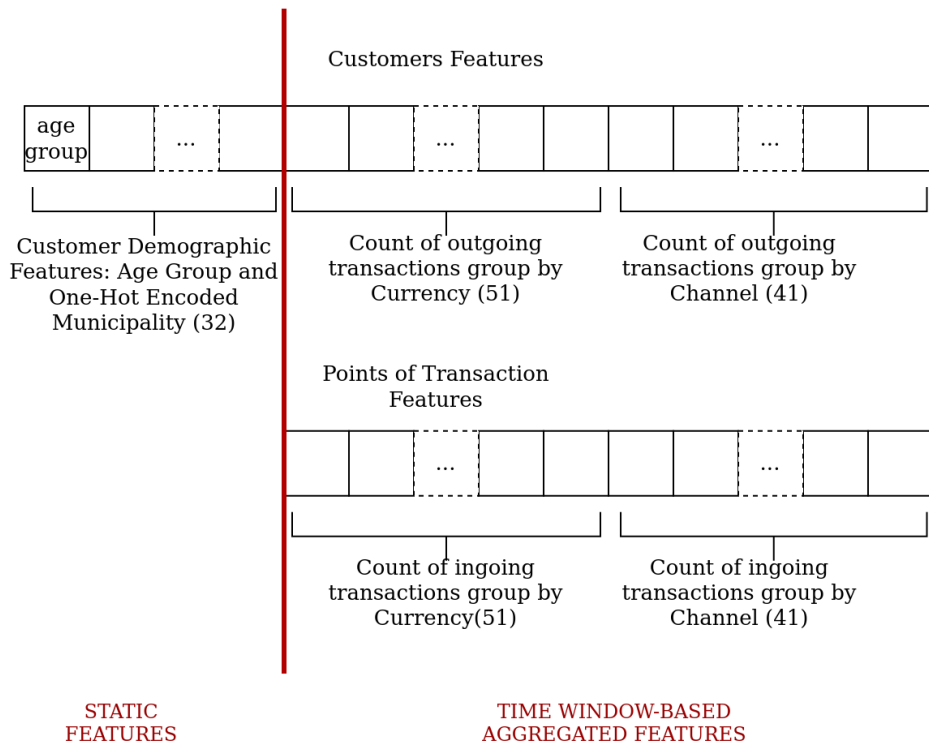 Customers Features
age
group
...
...
...
Customer Demographic
Features: Age Group and
One-Hot Encoded
Municipality (32)
Count of outgoing
transactions group by
Currency (51)
Count of outgoing
transactions group by
Channel (41)
Points of Transaction
Features
...
...
Count of ingoing
transactions group by
Currency(51)
Count of ingoing
transactions group by
Channel (41)
STATIC
FEATURES
TIME WINDOW-BASED
AGGREGATED FEATURES